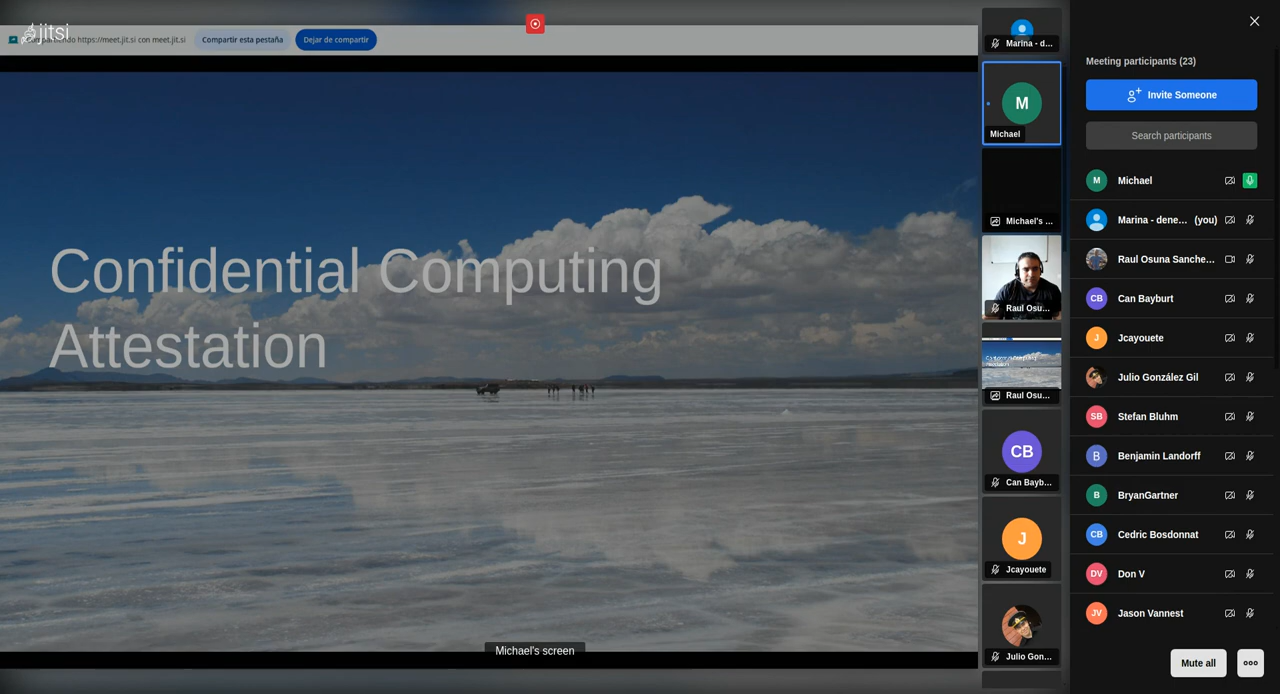 jitsi
https://meet.jit.si con meet.jit.si
Compartir esta pestaña
Dejar de compartir
Confidential Computing
Attestation
Michael's screen
Marina - d...
M
Michael
Michael's ...
Raul Osu...
Raul Osu...
CB
Can Bayb...
J
Jcayouete
Julio Gon...
Meeting participants (23)
Invite Someone
Search participants
M Michael
Marina - dene... (you)
Raul Osuna Sanche...
CB Can Bayburt
J Jcayouete
Julio González Gil
SB Stefan Bluhm
B Benjamin Landorff
B BryanGartner
CB Cedric Bosdonnat
DV Don V
JV Jason Vannest
Mute all